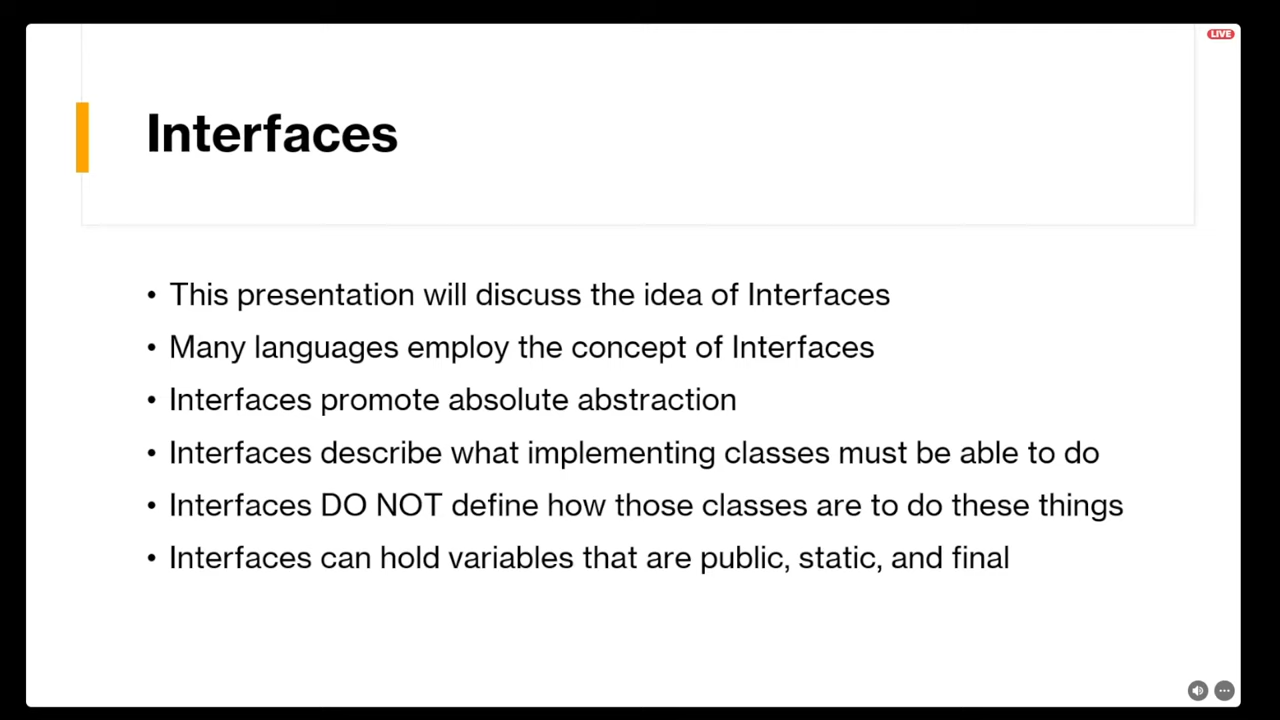 LIVE
Interfaces
• This presentation will discuss the idea of Interfaces
• Many languages employ the concept of Interfaces
• Interfaces promote absolute abstraction
• Interfaces describe what implementing classes must be able to do
• Interfaces DO NOT define how those classes are to do these things
• Interfaces can hold variables that are public, static, and final